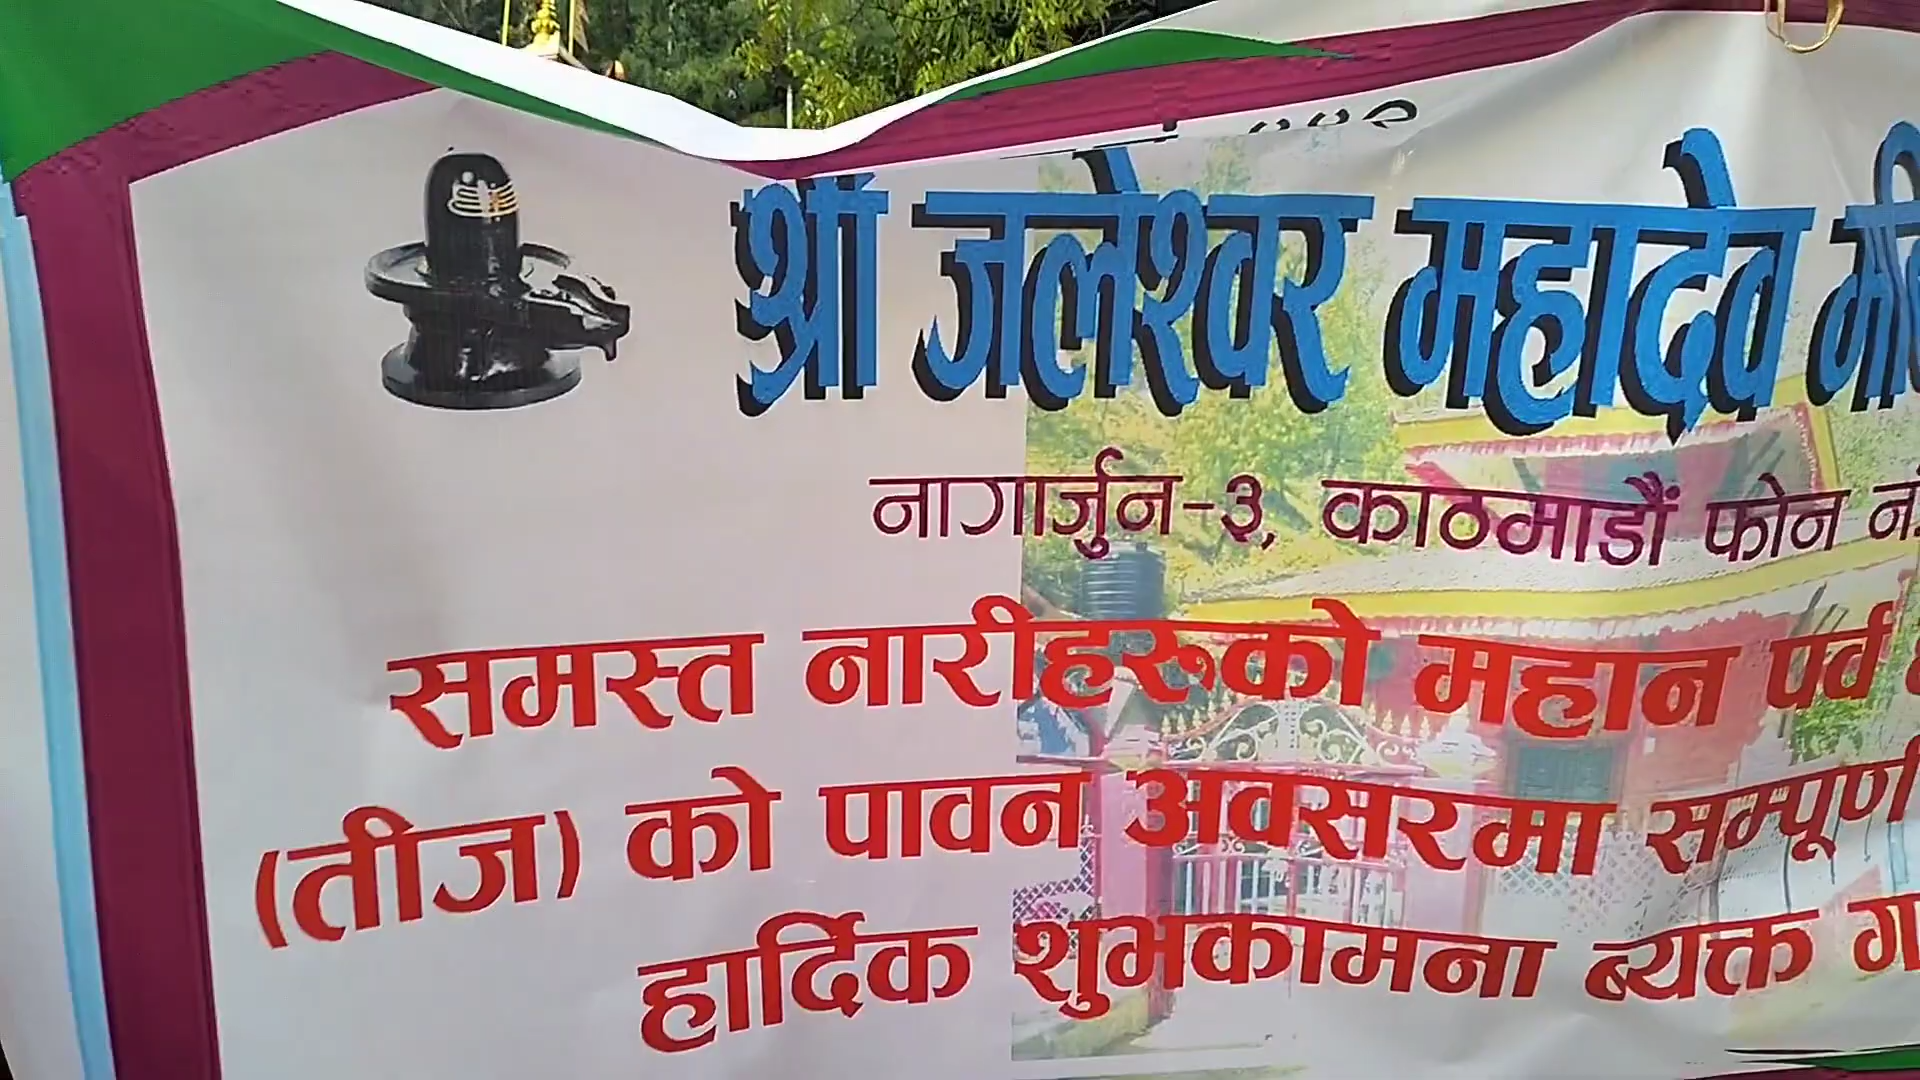 श्री जलेश्वर महादेव
नागार्जुन-३, काठमाडौं फोन नं
समस्त नारीहरुको महान पर्व
(तीज) को पावन अवसरमा सम्पूर्ण
हार्दिक शुभकामना ब्यक्त